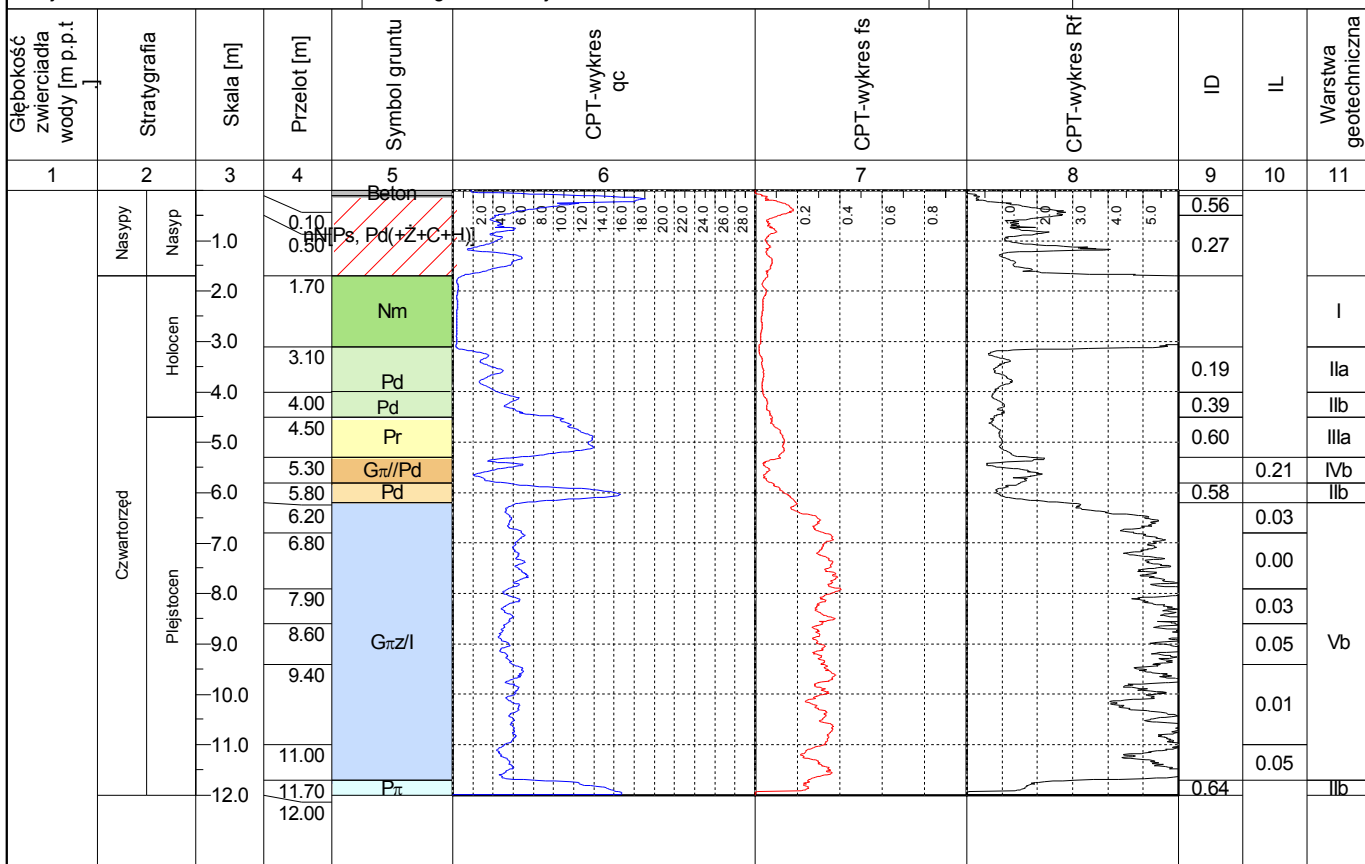 Głębokość
zwierciadła
wody [m p.p.t
.]
Stratygrafia
Skala [m]
Przelot [m]
Symbol gruntu
CPT-wykres
qc
CPT-wykres fs
CPT-wykres Rf
ID
IL
Warstwa
geotechniczna
1 2 3 4 5 6 7 8 9 10 11
Nasypy
Nasyp
Czwartorzęd
Holocen
Plejstocen
-1.0
-2.0
-3.0
-4.0
-5.0
-6.0
-7.0
-8.0
-9.0
-10.0
-11.0
-12.0
0.10
0.50
1.70
3.10
4.00
4.50
5.30
5.80
6.20
6.80
7.90
8.60
9.40
11.00
11.70
12.00
Beton
nN[Ps, Pd(+Ż+C+H)]
Nm
Pd
Pd
Pr
Gπ//Pd
Pd
Gπz/I
Pπ
2.0 4.0 6.0 8.0 10.0 12.0 14.0 16.0 18.0 20.0 22.0 24.0 26.0 28.0
0.2 0.4 0.6 0.8
1.0 2.0 3.0 4.0 5.0
0.56
0.27
0.19
0.39
0.60
0.58
0.64
0.21
0.03
0.00
0.03
0.05
0.01
0.05
I
IIa
IIb
IIIa
IVb
IIb
Vb
IIb